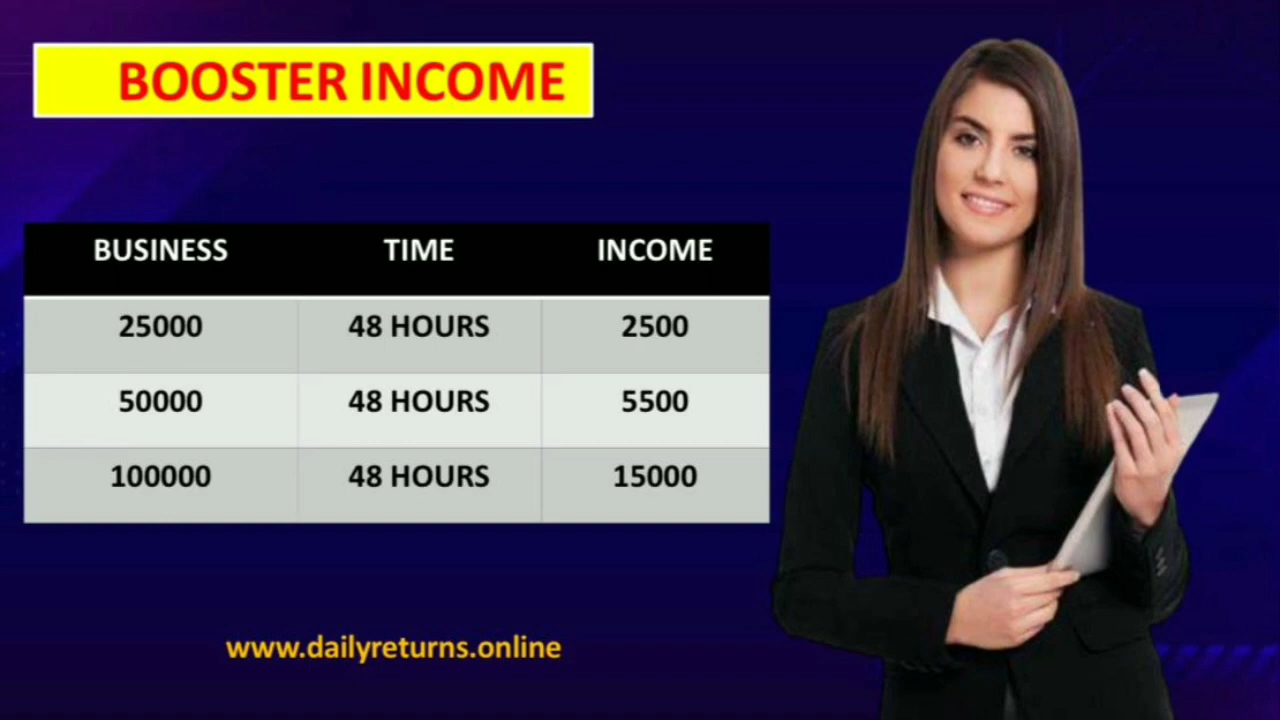 BOOSTER INCOME
BUSINESS TIME INCOME
25000 48 HOURS 2500
50000 48 HOURS 5500
100000 48 HOURS 15000
www.dailyreturns.online